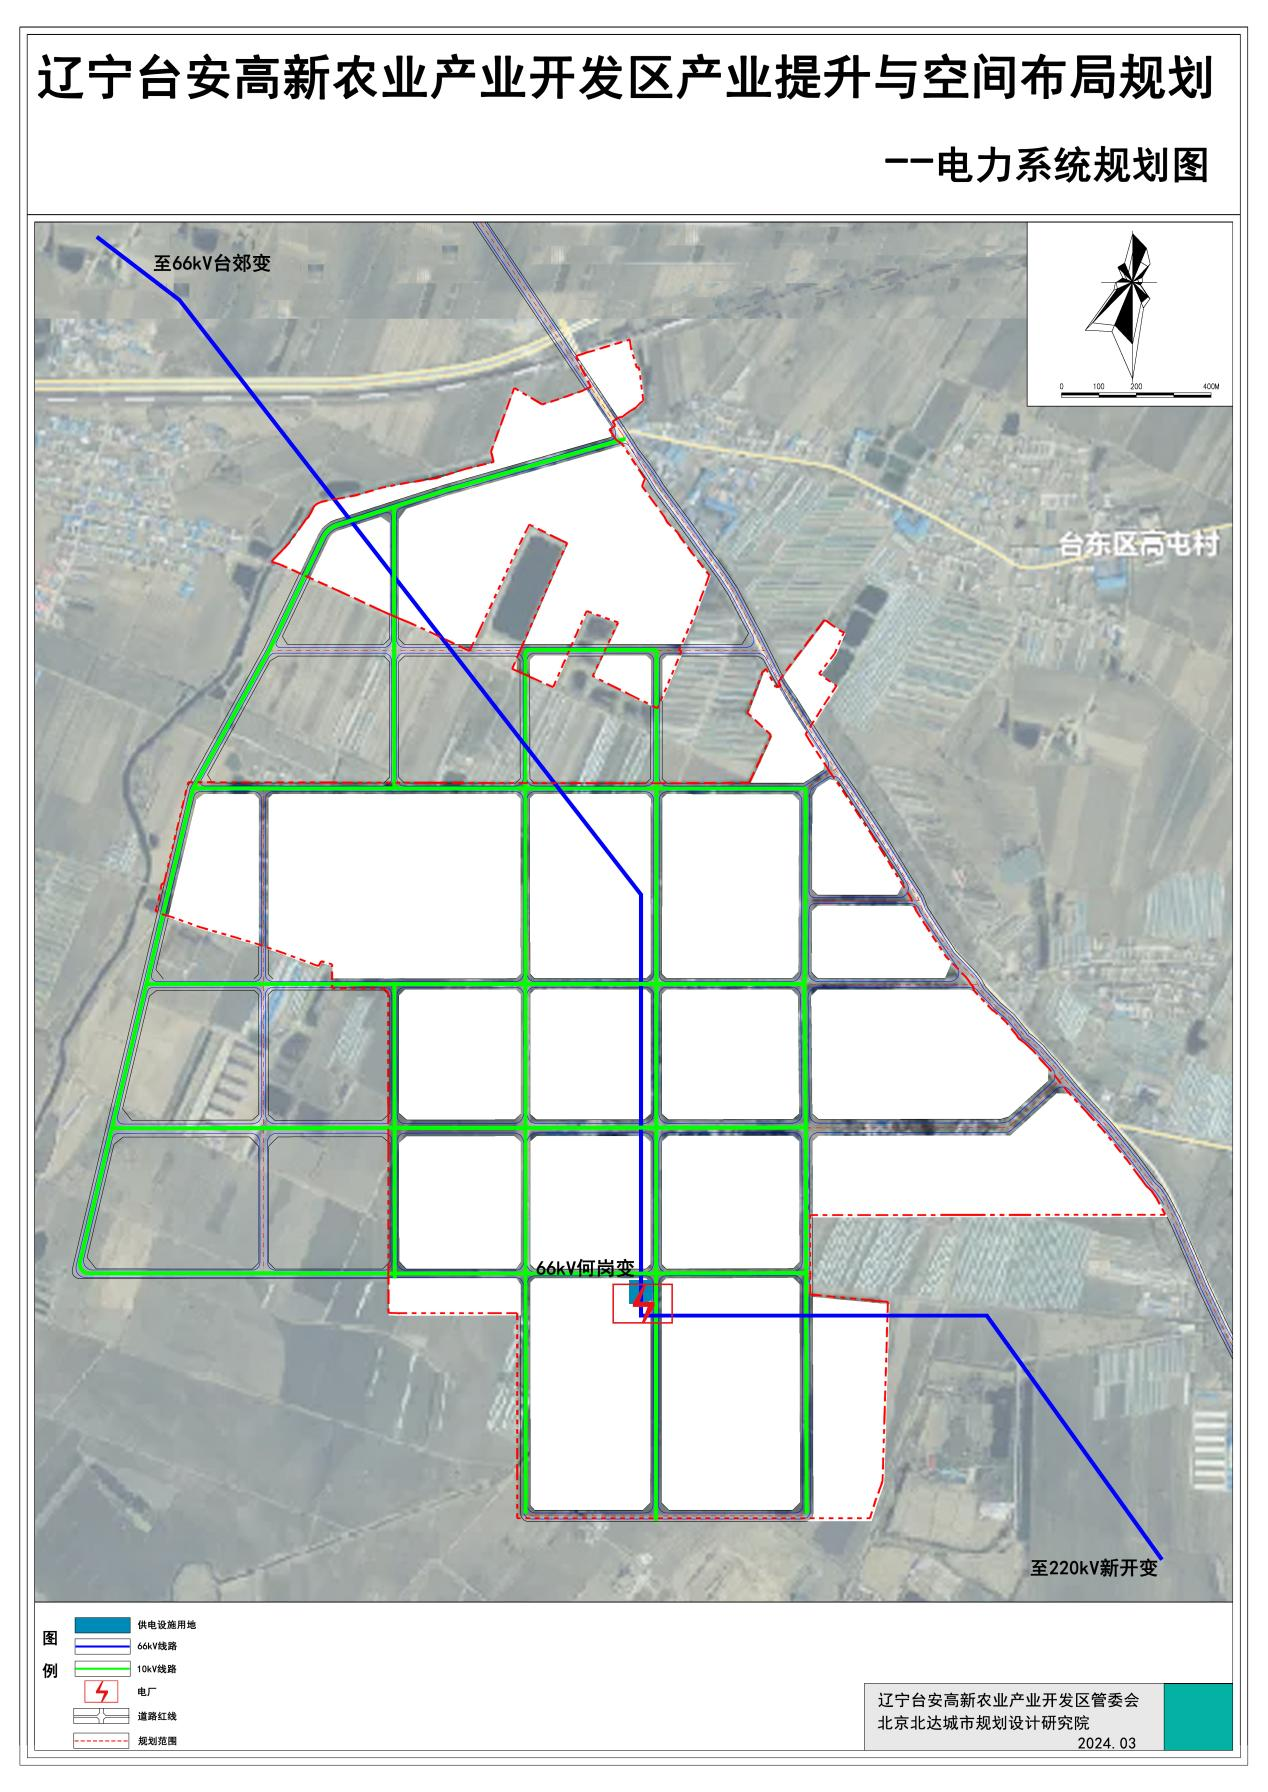 辽宁台安高新农业产业开发区产业提升与空间布局规划
--电力系统规划图
至66kV台郊变
0 100 200 400M
台东区高屯村
66kV何岗变
至220kV新开变
图例
供电设施用地
66kV线路
10kV线路
电厂
道路红线
规划范围
辽宁台安高新农业产业开发区管委会
北京北达城市规划设计研究院
2024.03